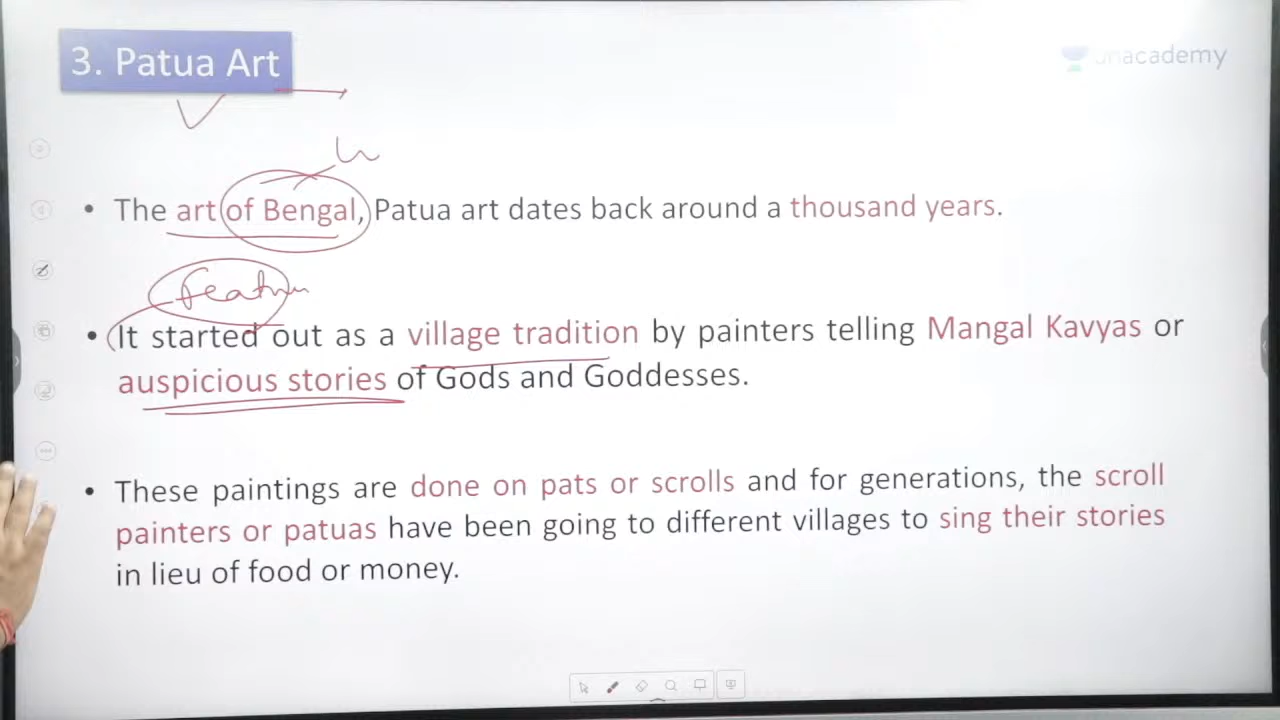 3. Patua Art
unacademy
• The art of Bengal, Patua art dates back around a thousand years.
• It started out as a village tradition by painters telling Mangal Kavyas or
auspicious stories of Gods and Goddesses.
• These paintings are done on pats or scrolls and for generations, the scroll
painters or patuas have been going to different villages to sing their stories
in lieu of food or money.